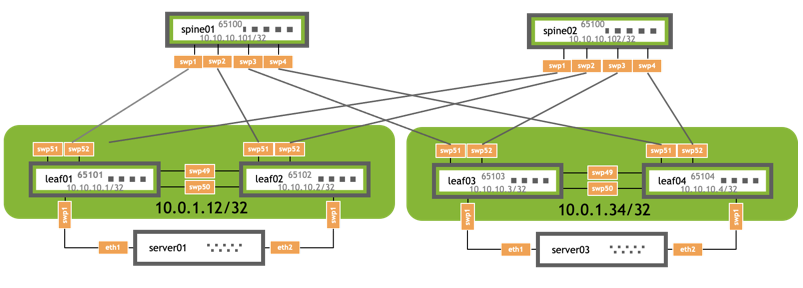 spine01 65100
10.10.10.101/32
swp1 swp2 swp3 swp4
spine02 65100
10.10.10.102/32
swp1 swp2 swp3 swp4
swp51 swp52
swp51 swp52
swp51 swp52
swp51 swp52
leaf01 65101
10.10.10.1/32
swp49
swp50
leaf02 65102
10.10.10.2/32
leaf03 65103
10.10.10.3/32
swp49
swp50
leaf04 65104
10.10.10.4/32
swp1
10.0.1.12/32
swp1
swp1
10.0.1.34/32
swp1
eth1
server01
eth2
eth1
server03
eth2